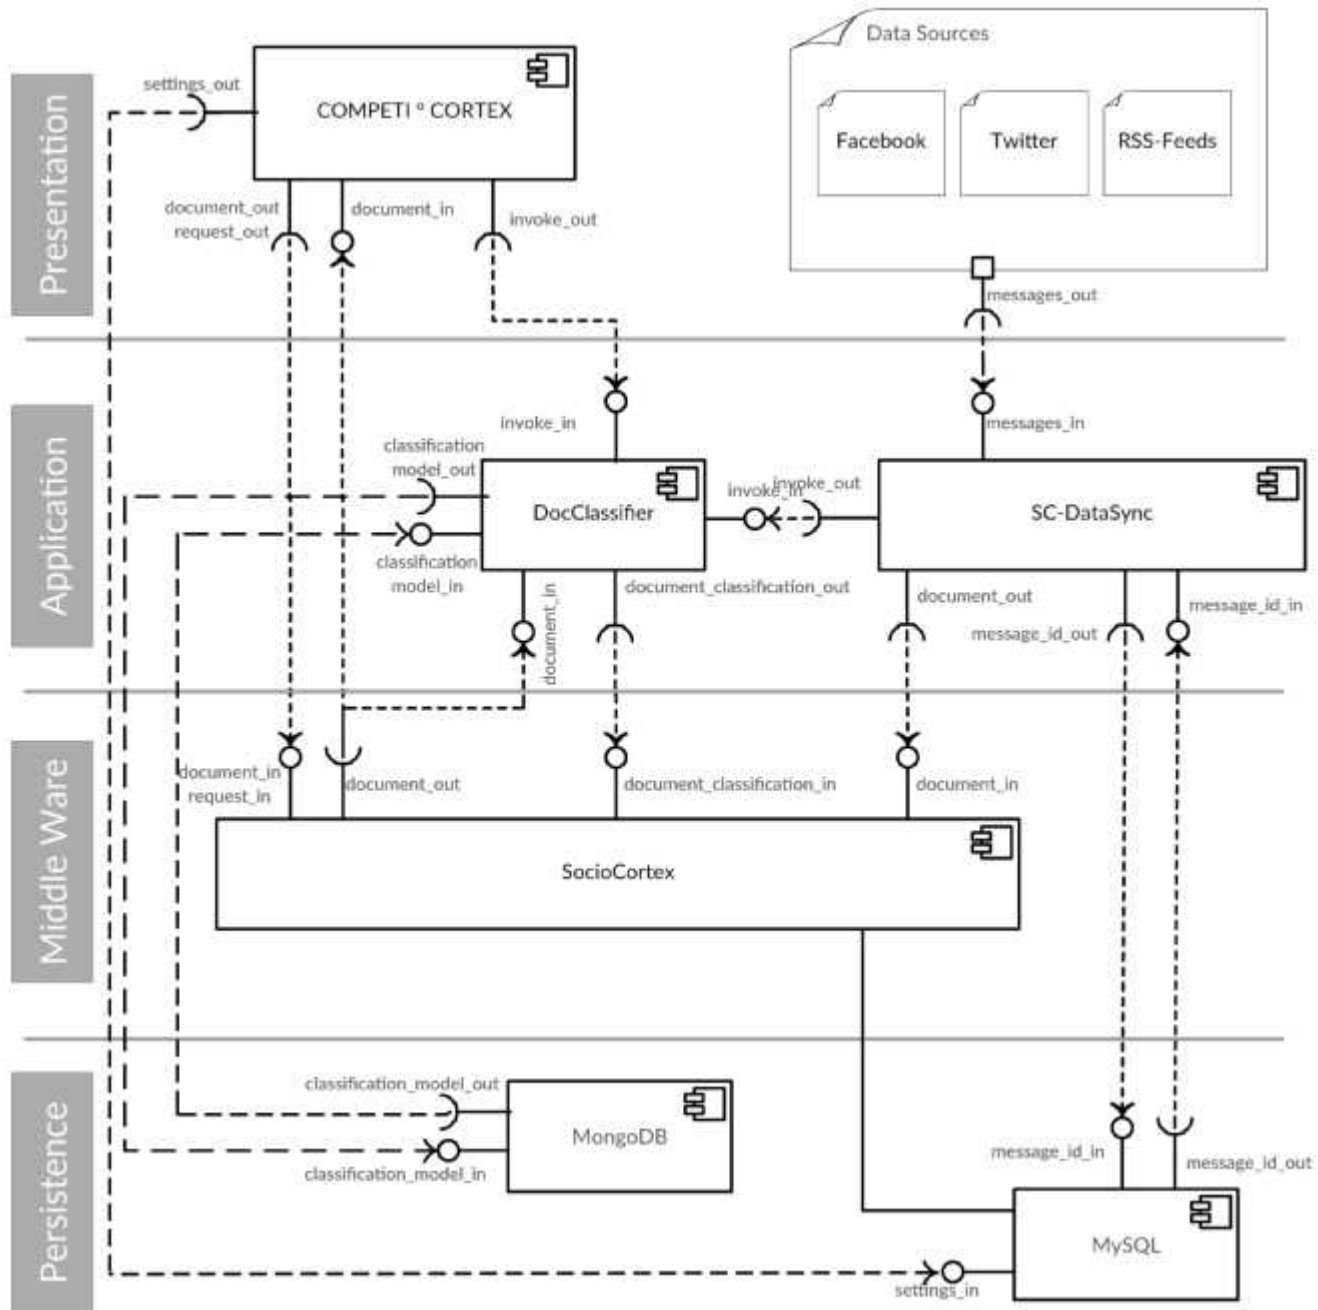 Data Sources
settings_out
COMPETI ° CORTEX
Facebook
Twitter
RSS-Feeds
Presentation
document_out
request_out
document_in
invoke_out
messages_out
invoke_in
messages_in
classification
model_out
invoke_in
invoke_out
DocClassifier
SC-DataSync
Application
classification
model_in
document_in
document_classification_out
document_out
message_id_out
message_id_in
Middle Ware
document_in
request_in
document_out
document_classification_in
document_in
SocioCortex
Persistence
classification_model_out
MongoDB
classification_model_in
message_id_in
message_id_out
MySQL
settings_in